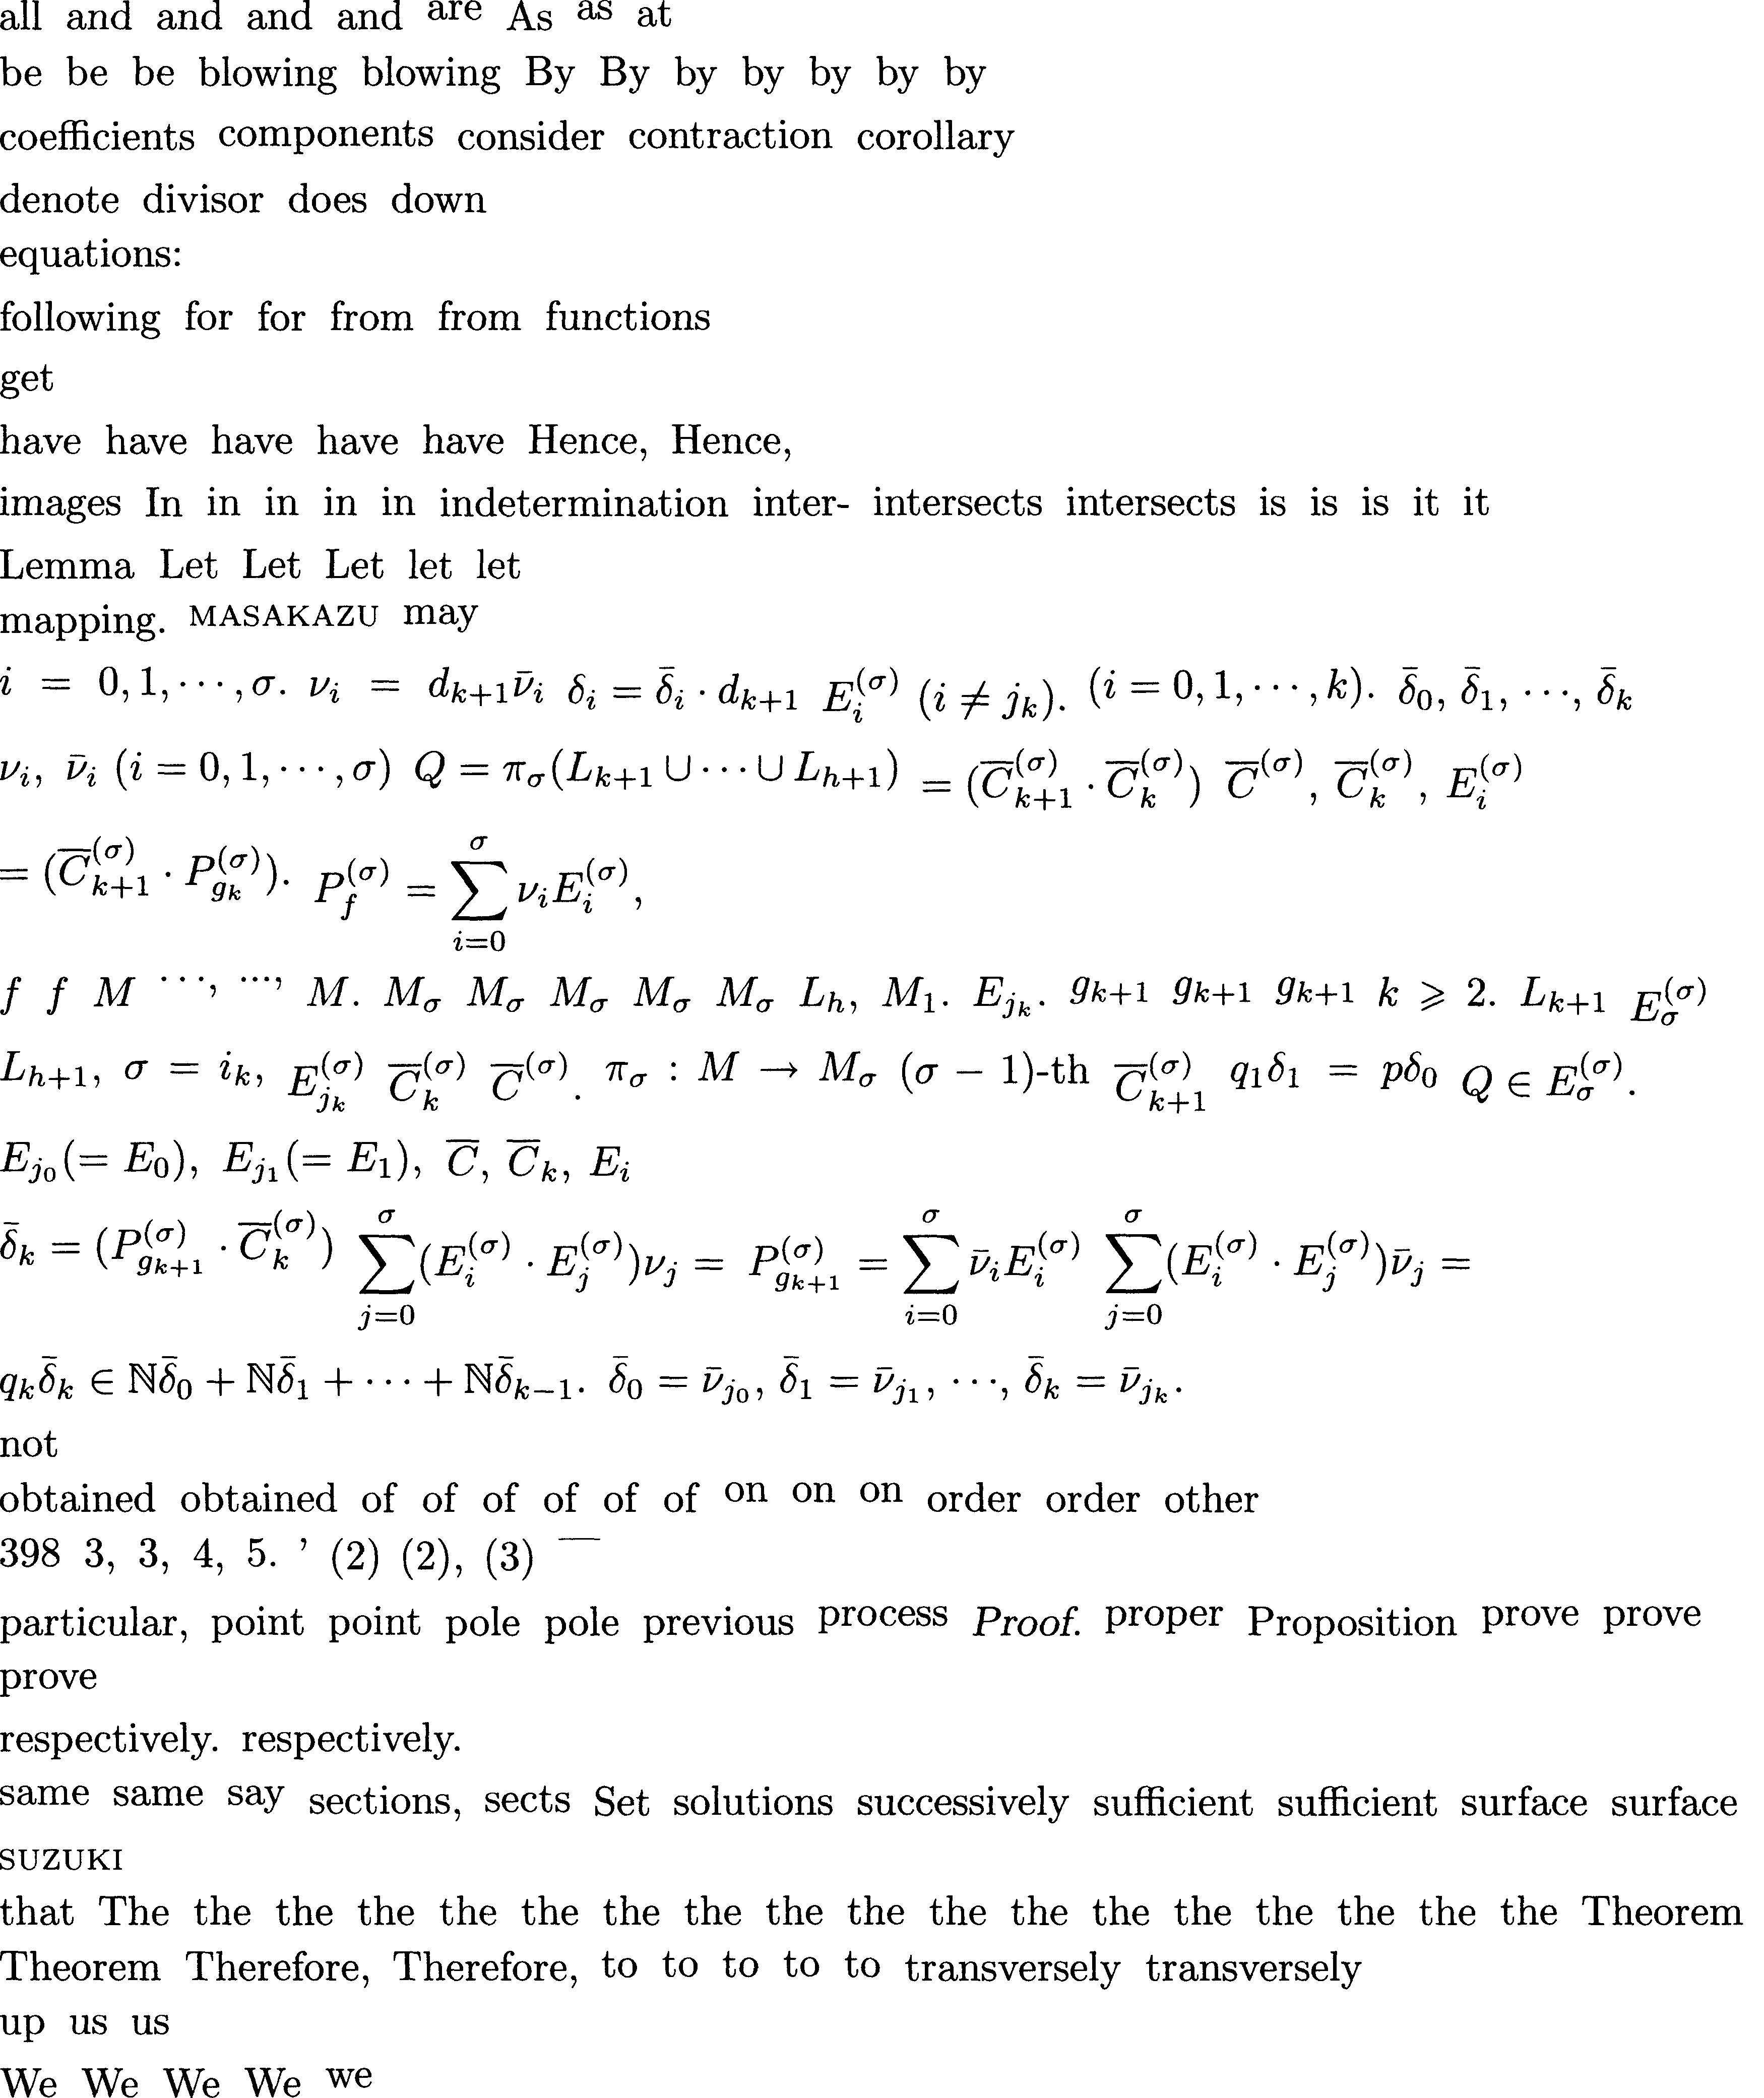 all and and and and are As as at
be be be blowing blowing By By by by by by by
coefficients components consider contraction corollary
denote divisor does down
equations:
following for for from from functions
get
have have have have have Hence, Hence,
images In in in in in indetermination inter- intersects intersects is is is it it
Lemma Let Let Let let let
mapping. MASAKAZU may
$i = 0, 1, \cdots, \sigma.$ $\nu_i = d_{k+1}\bar{\nu}_i$ $\delta_i = \bar{\delta}_i \cdot d_{k+1}$ $E_i^{(\sigma)}$ $(i \neq j_k).$ $(i = 0, 1, \cdots, k).$ $\bar{\delta}_0, \bar{\delta}_1, \cdots, \bar{\delta}_k$
$\nu_i,$ $\bar{\nu}_i$ $(i = 0, 1, \cdots, \sigma)$ $Q = \pi_\sigma(L_{k+1} \cup \cdots \cup L_{h+1})$ $= (\overline{C}_{k+1}^{(\sigma)} \cdot \overline{C}_k^{(\sigma)})$ $\overline{C}^{(\sigma)}, \overline{C}_k^{(\sigma)}, E_i^{(\sigma)}$
$= (\overline{C}_{k+1}^{(\sigma)} \cdot P_{g_k}^{(\sigma)}).$ $P_f^{(\sigma)} = \sum_{i=0}^{\sigma} \nu_i E_i^{(\sigma)},$
$f$ $f$ $M$ $\cdots,$ $\cdots,$ $M.$ $M_\sigma$ $M_\sigma$ $M_\sigma$ $M_\sigma$ $M_\sigma$ $L_h,$ $M_1.$ $E_{j_k}.$ $g_{k+1}$ $g_{k+1}$ $g_{k+1}$ $k \geqslant 2.$ $L_{k+1}$ $E_\sigma^{(\sigma)}$
$L_{h+1},$ $\sigma = i_k,$ $E_{j_k}^{(\sigma)}$ $\overline{C}_k^{(\sigma)}$ $\overline{C}^{(\sigma)}.$ $\pi_\sigma : M \to M_\sigma$ $(\sigma - 1)$-th $\overline{C}_{k+1}^{(\sigma)}$ $q_1\delta_1 = p\delta_0$ $Q \in E_\sigma^{(\sigma)}.$
$E_{j_0}(= E_0),$ $E_{j_1}(= E_1),$ $\overline{C}, \overline{C}_k, E_i$
$\bar{\delta}_k = (P_{g_{k+1}}^{(\sigma)} \cdot \overline{C}_k^{(\sigma)})$ $\sum_{j=0}^{\sigma} (E_i^{(\sigma)} \cdot E_j^{(\sigma)})\nu_j =$ $P_{g_{k+1}}^{(\sigma)} = \sum_{i=0}^{\sigma} \bar{\nu}_i E_i^{(\sigma)}$ $\sum_{j=0}^{\sigma} (E_i^{(\sigma)} \cdot E_j^{(\sigma)})\bar{\nu}_j =$
$q_k\bar{\delta}_k \in \mathbb{N}\bar{\delta}_0 + \mathbb{N}\bar{\delta}_1 + \cdots + \mathbb{N}\bar{\delta}_{k-1}.$ $\bar{\delta}_0 = \bar{\nu}_{j_0}, \bar{\delta}_1 = \bar{\nu}_{j_1}, \cdots, \bar{\delta}_k = \bar{\nu}_{j_k}.$
not
obtained obtained of of of of of of on on on order order other
398 3, 3, 4, 5. ’ (2) (2), (3) —
particular, point point pole pole previous process Proof. proper Proposition prove prove
prove
respectively. respectively.
same same say sections, sects Set solutions successively sufficient sufficient surface surface
SUZUKI
that The the the the the the the the the the the the the the the the the the Theorem
Theorem Therefore, Therefore, to to to to to transversely transversely
up us us
We We We We we